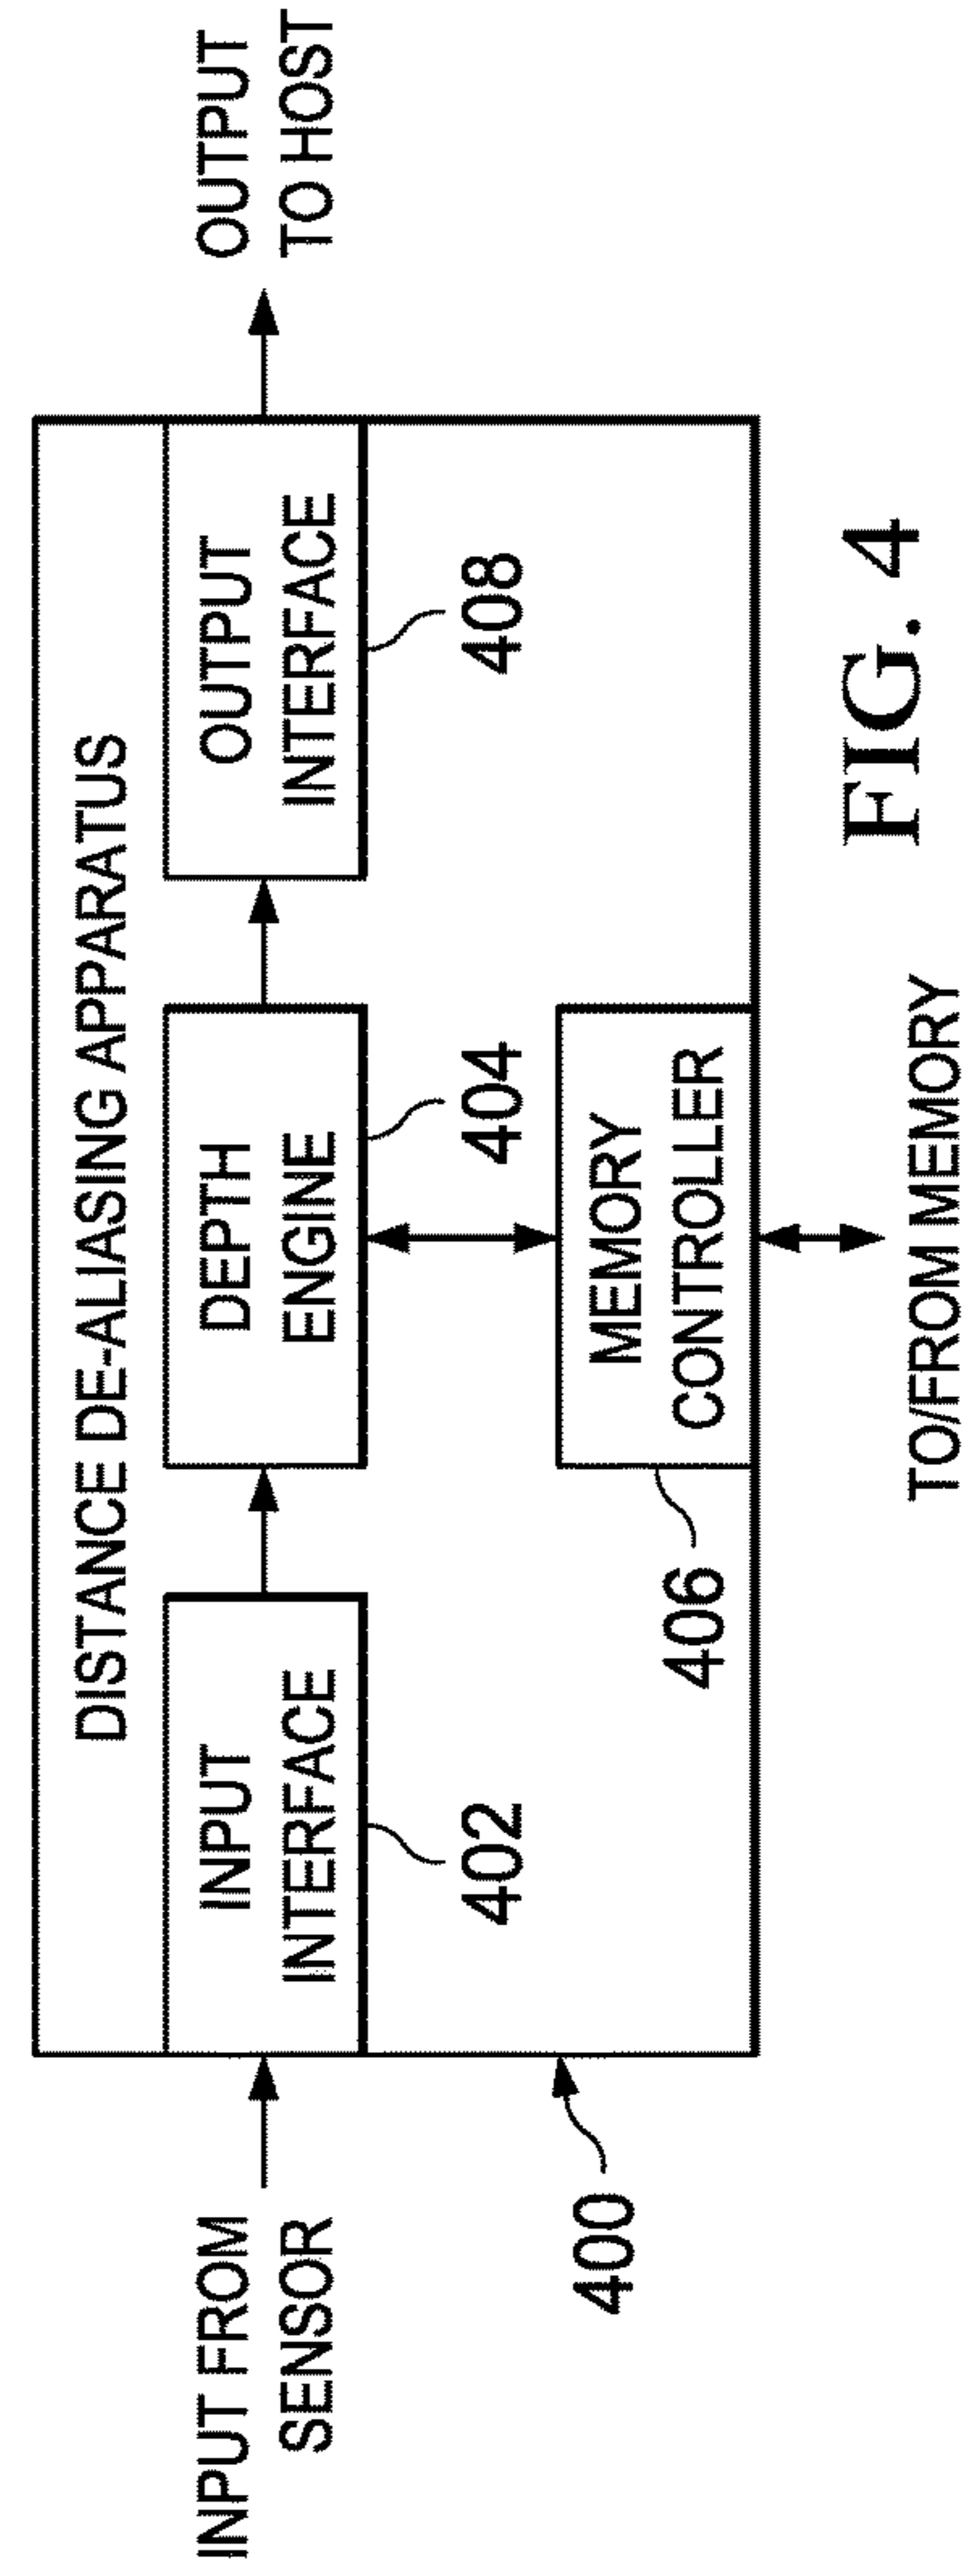 DISTANCE DE-ALIASING APPARATUS
INPUT FROM
SENSOR
INPUT
INTERFACE
402
DEPTH
ENGINE
404
OUTPUT
INTERFACE
408
OUTPUT
TO HOST
400
406
MEMORY
CONTROLLER
TO/FROM MEMORY
FIG. 4